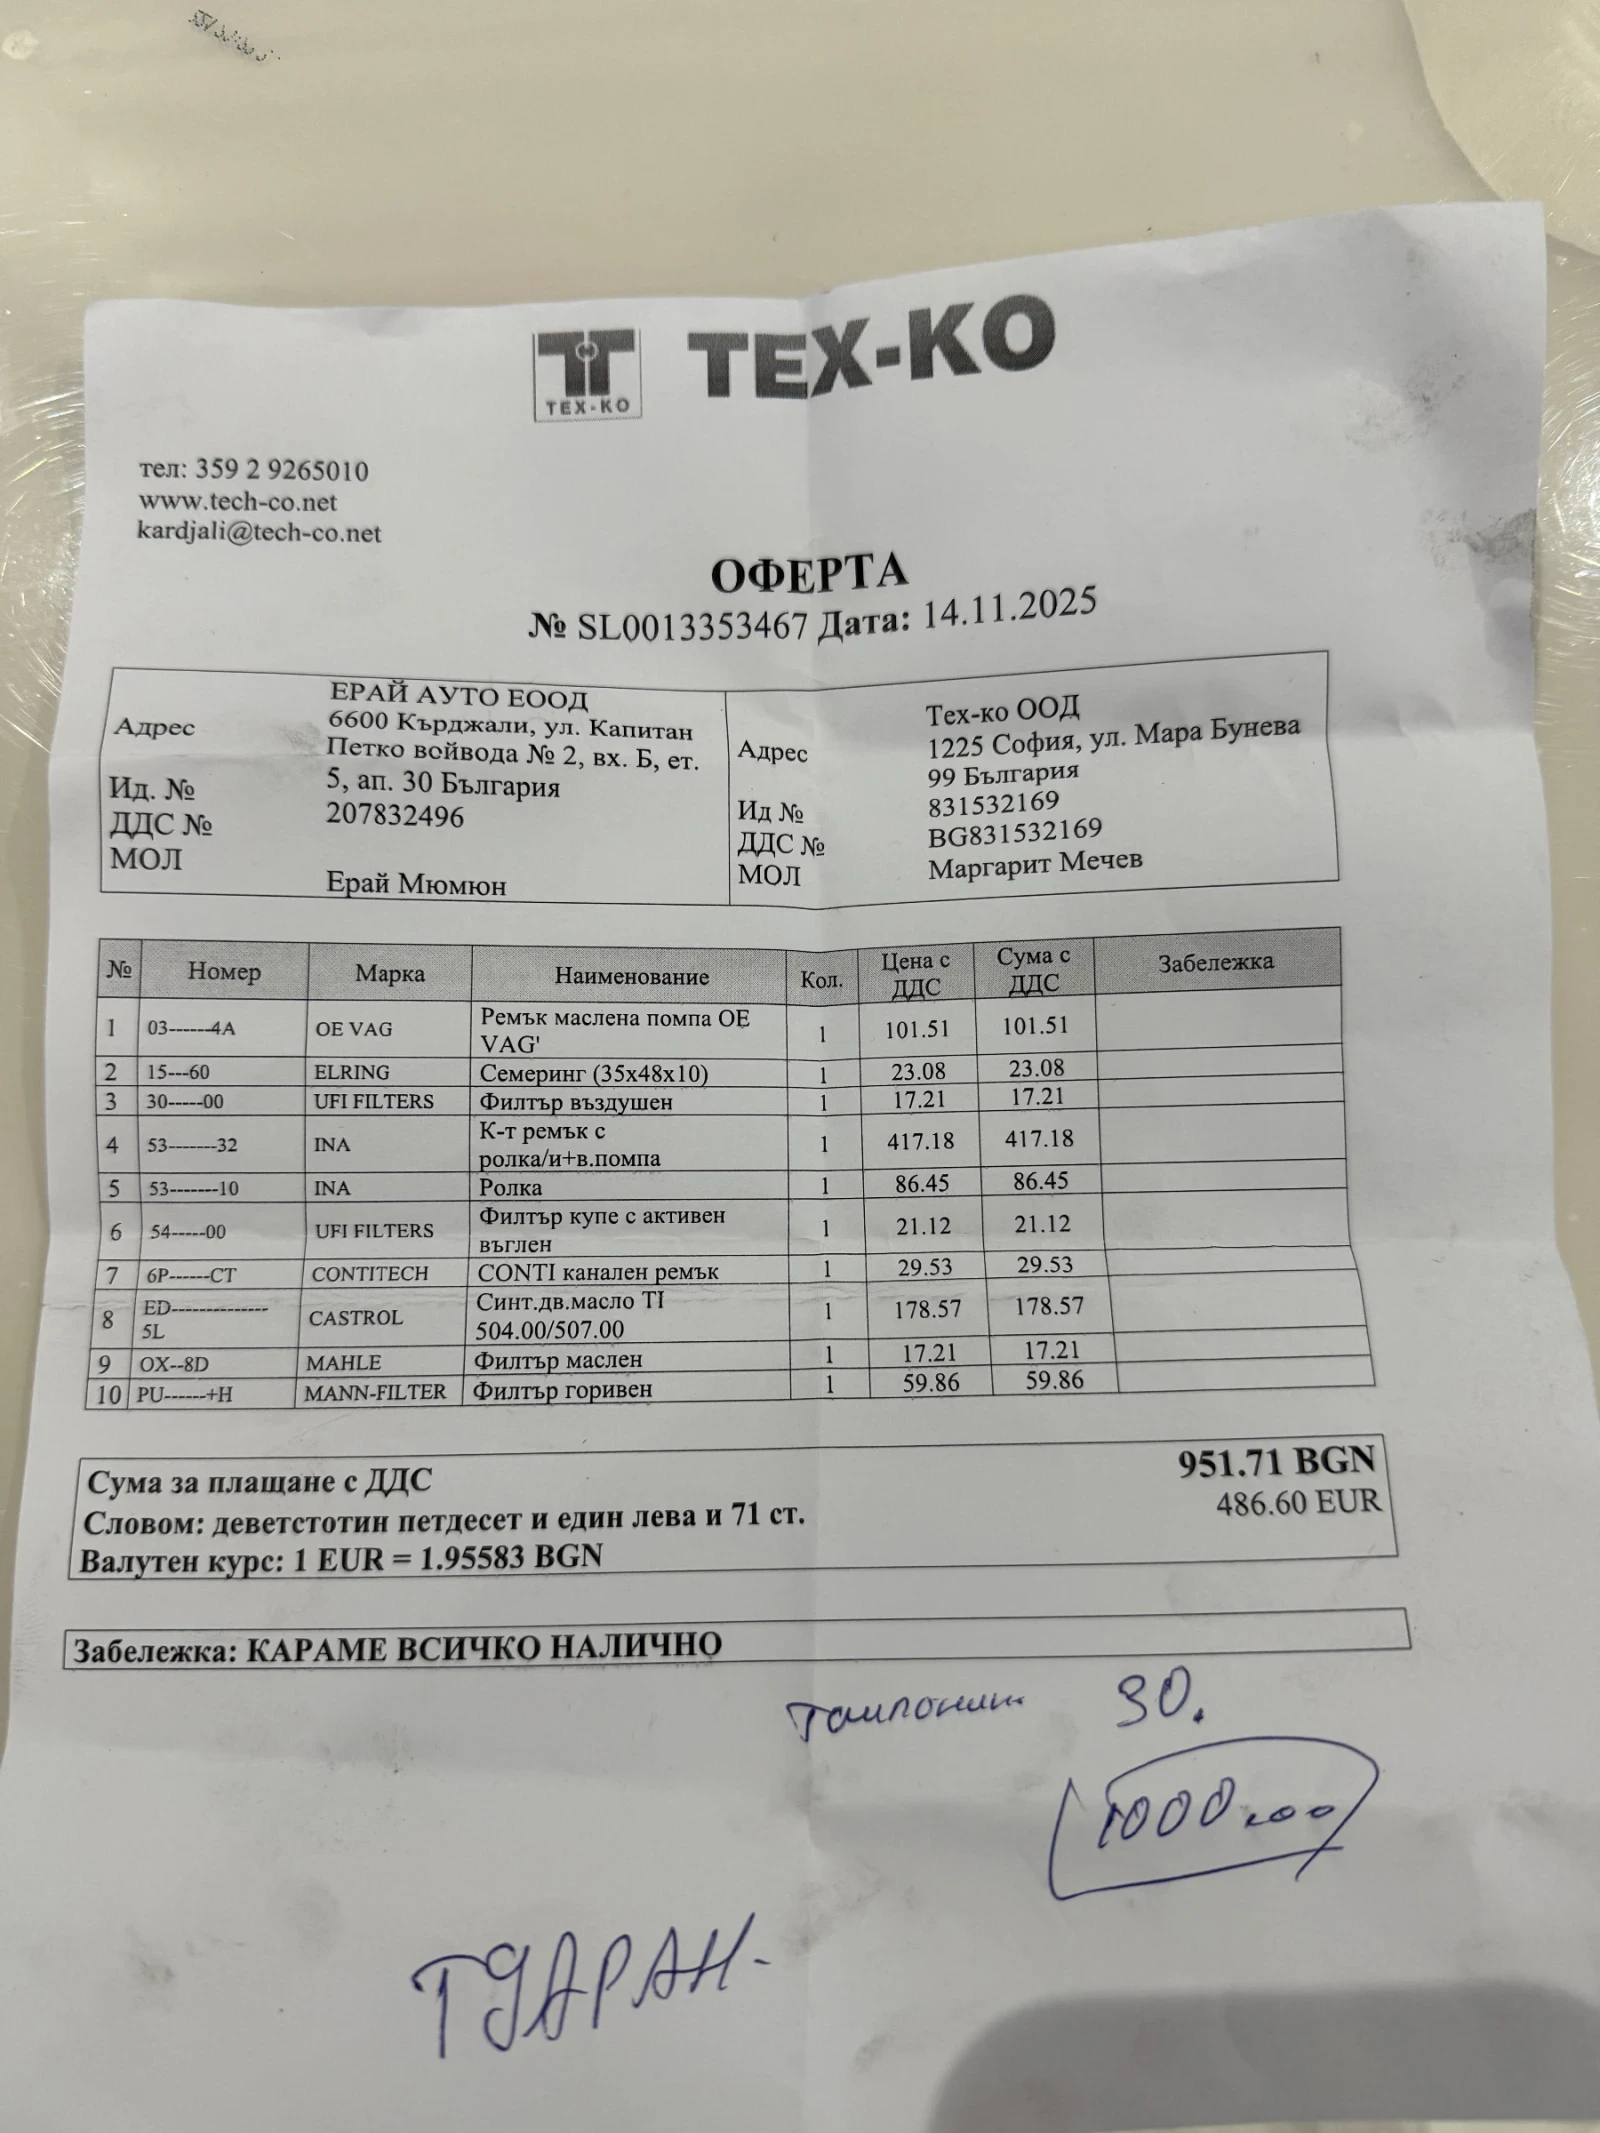 ТЕХ-КО
ТЕХ-КО
тел: 359 2 9265010
www.tech-co.net
kardjali@tech-co.net
ОФЕРТА
№ SL0013353467 Дата: 14.11.2025
ЕРАЙ АУТО ЕООД
Адрес 6600 Кърджали, ул. Капитан
Петко войвода № 2, вх. Б, ет.
5, ап. 30 България
Ид. № 207832496
ДДС №
МОЛ Ерай Мюмюн
Тех-ко ООД
Адрес 1225 София, ул. Мара Бунева
99 България
Ид № 831532169
ДДС № BG831532169
МОЛ Маргарит Мечев
№ Номер Марка Наименование Кол. Цена с ДДС Сума с ДДС Забележка
1 03------4A OE VAG Ремък маслена помпа OE VAG' 1 101.51 101.51
2 15---60 ELRING Семеринг (35x48x10) 1 23.08 23.08
3 30-----00 UFI FILTERS Филтър въздушен 1 17.21 17.21
4 53-------32 INA К-т ремък с ролка/и+в.помпа 1 417.18 417.18
5 53-------10 INA Ролка 1 86.45 86.45
6 54-----00 UFI FILTERS Филтър купе с активен въглен 1 21.12 21.12
7 6P------CT CONTITECH CONTI канален ремък 1 29.53 29.53
8 ED--------------5L CASTROL Синт.дв.масло TI 504.00/507.00 1 178.57 178.57
9 OX--8D MAHLE Филтър маслен 1 17.21 17.21
10 PU------+H MANN-FILTER Филтър горивен 1 59.86 59.86
Сума за плащане с ДДС 951.71 BGN
486.60 EUR
Словом: деветстотин петдесет и един лева и 71 ст.
Валутен курс: 1 EUR = 1.95583 BGN
Забележка: КАРАМЕ ВСИЧКО НАЛИЧНО
30.
1000